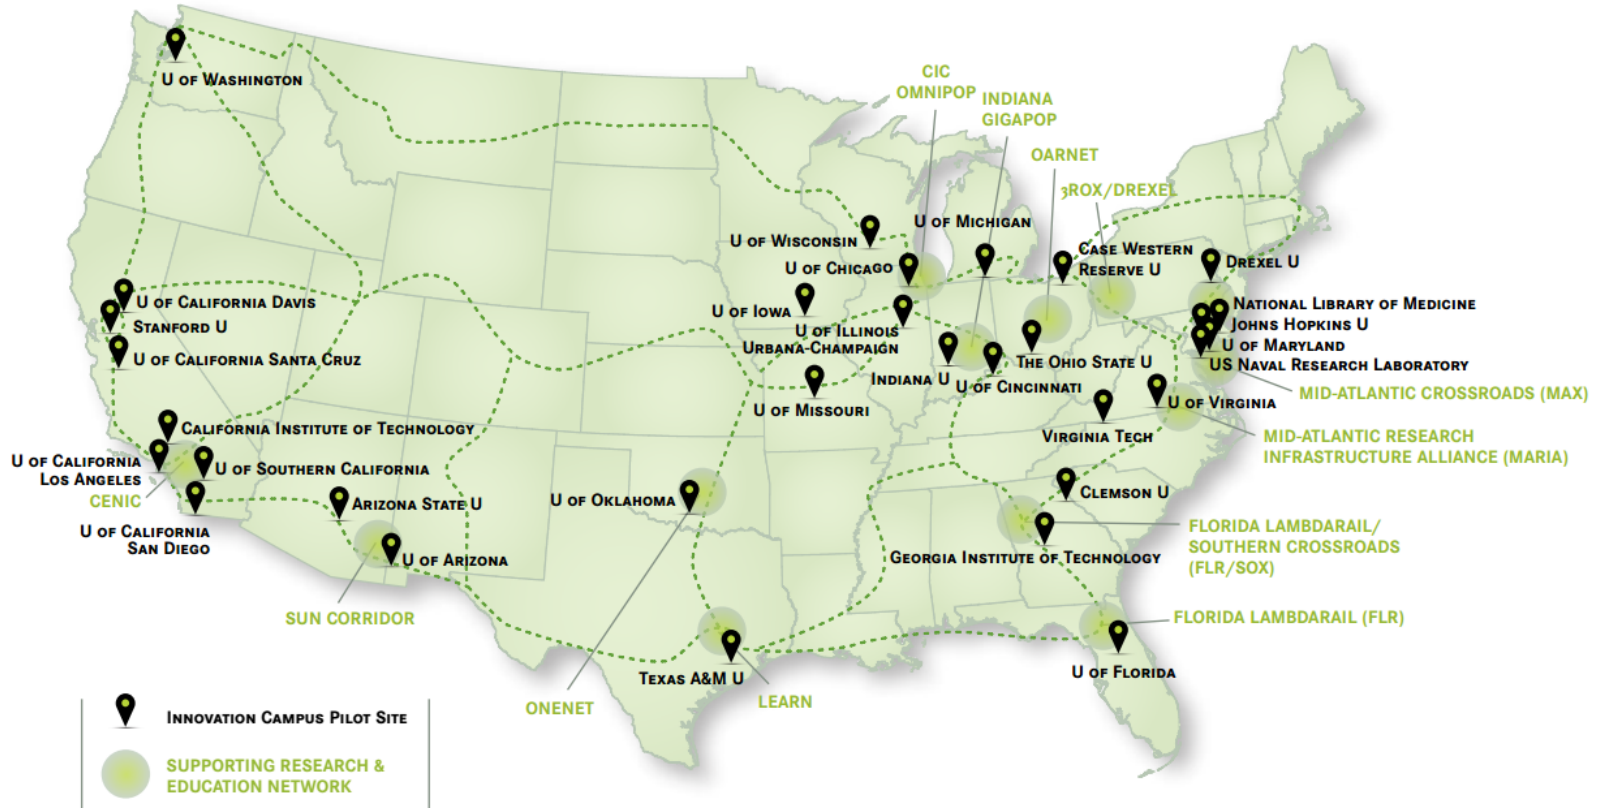 U of Washington
CIC
OMNIPOP
INDIANA
GIGAPOP
OARNET
3ROX/DREXEL
U of Michigan
U of Wisconsin
U of Chicago
Case Western
Reserve U
Drexel U
U of Iowa
U of Illinois
Urbana-Champaign
National Library of Medicine
Johns Hopkins U
U of Maryland
US Naval Research Laboratory
U of California Davis
Stanford U
U of California Santa Cruz
Indiana U
U of Cincinnati
The Ohio State U
MID-ATLANTIC CROSSROADS (MAX)
U of Missouri
U of Virginia
Virginia Tech
MID-ATLANTIC RESEARCH
INFRASTRUCTURE ALLIANCE (MARIA)
California Institute of Technology
U of California
Los Angeles
U of Southern California
CENIC
U of California
San Diego
Arizona State U
U of Arizona
U of Oklahoma
Clemson U
Georgia Institute of Technology
FLORIDA LAMBDARAIL/
SOUTHERN CROSSROADS
(FLR/SOX)
SUN CORRIDOR
FLORIDA LAMBDARAIL (FLR)
Texas A&M U
U of Florida
ONENET
LEARN
Innovation Campus Pilot Site
SUPPORTING RESEARCH &
EDUCATION NETWORK